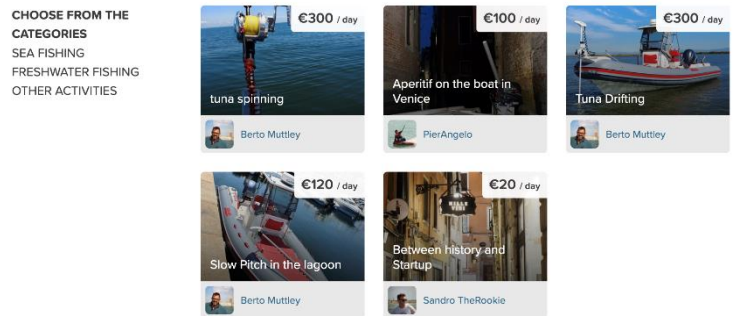 CHOOSE FROM THE
CATEGORIES
SEA FISHING
FRESHWATER FISHING
OTHER ACTIVITIES
€300 / day
tuna spinning
Berto Muttley
€100 / day
Aperitif on the boat in
Venice
PierAngelo
€300 / day
Tuna Drifting
Berto Muttley
€120 / day
Slow Pitch in the lagoon
Berto Muttley
€20 / day
Between history and
Startup
Sandro TheRookie